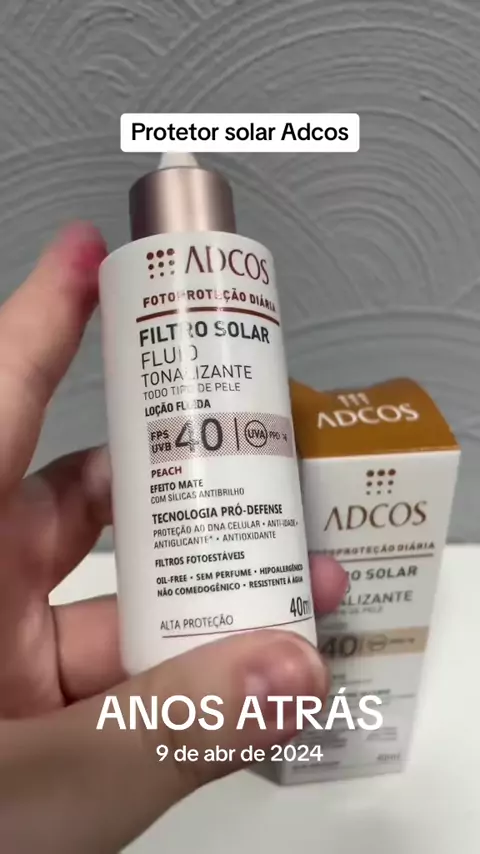 Protetor solar Adcos
ADCOS
FOTOPROTEÇÃO DIÁRIA
FILTRO SOLAR
FLUIDO
TONALIZANTE
TODO TIPO DE PELE
LOÇÃO FLUIDA
FPS
UVB 40 UVA PPD 14
PEACH
EFEITO MATE
COM SÍLICAS ANTIBRILHO
TECNOLOGIA PRÓ-DEFENSE
PROTEÇÃO AO DNA CELULAR • ANTI-IDADE •
ANTIGLICANTE • ANTIOXIDANTE
FILTROS FOTOESTÁVEIS
OIL-FREE • SEM PERFUME • HIPOALERGÊNICO
NÃO COMEDOGÊNICO • RESISTENTE À ÁGUA
ALTA PROTEÇÃO 40ml
ADCOS
ADCOS
FOTOPROTEÇÃO DIÁRIA
SOLAR
ALIZANTE
DE PELE
40
40ml
ANOS ATRÁS
9 de abr de 2024